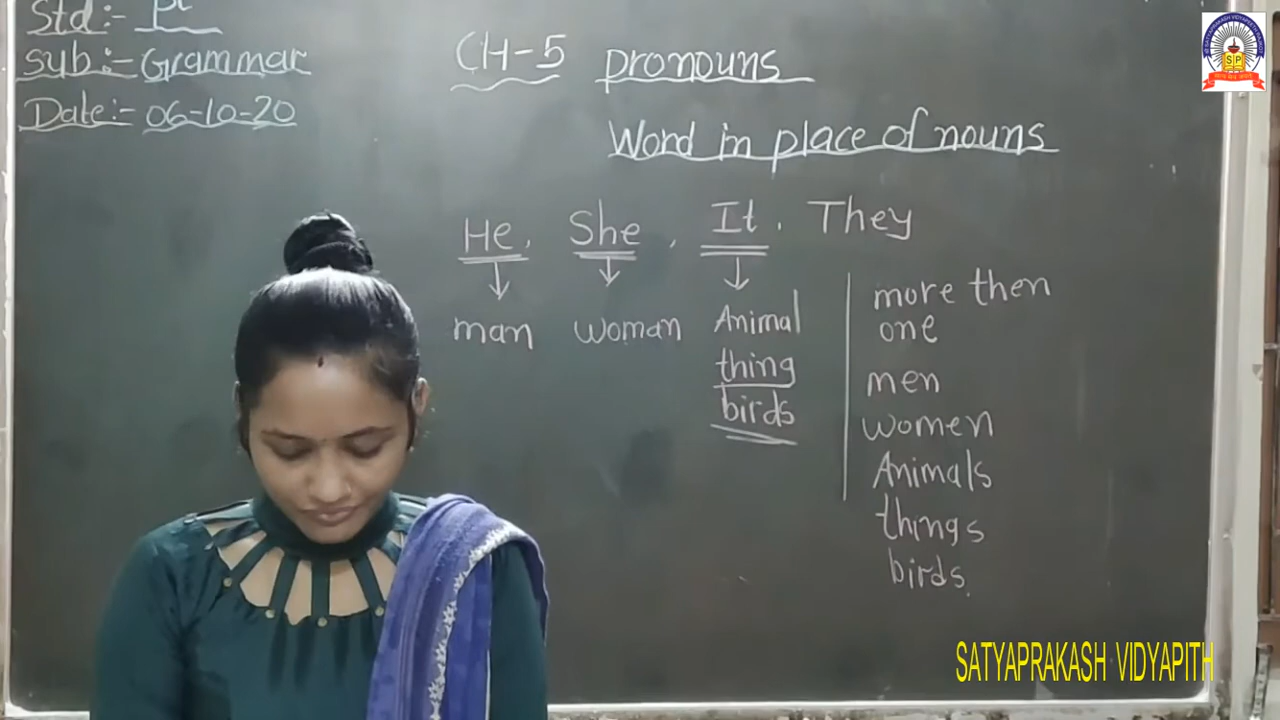 Std:-
Sub:- Grammar
Date:- 06-10-20
CH-5 pronouns
Word in place of nouns
He, She, It, They
man woman Animal
thing
birds
more then
one
men
women
Animals
things
birds.
SP
SATYAPRAKASH VIDYAPITH